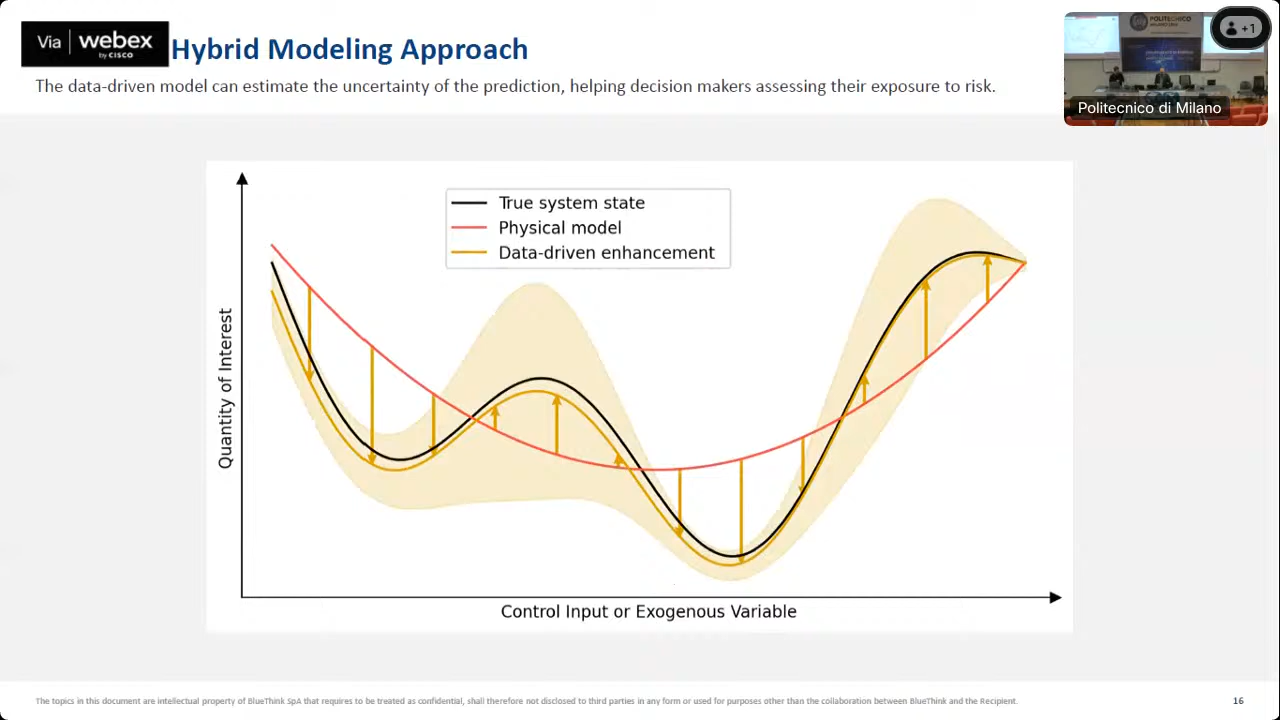 Via webex
by CISCO
Hybrid Modeling Approach
The data-driven model can estimate the uncertainty of the prediction, helping decision makers assessing their exposure to risk.
+1
POLITECNICO
Politecnico di Milano
True system state
Physical model
Data-driven enhancement
Quantity of Interest
Control Input or Exogenous Variable
The topics in this document are intellectual property of BlueThink SpA that requires to be treated as confidential, shall therefore not disclosed to third parties in any form or used for purposes other than the collaboration between BlueThink and the Recipient.
16